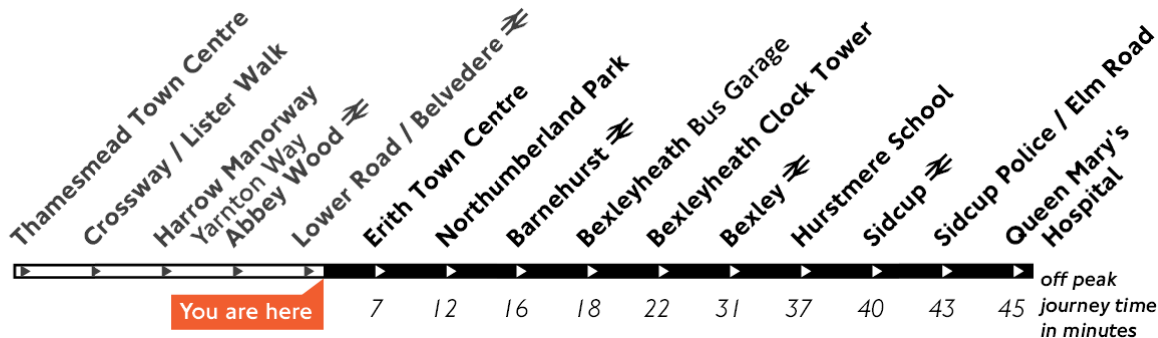 Thamesmead Town Centre
Crossway / Lister Walk
Harrow Manorway
Yarnton Way
Abbey Wood
Lower Road / Belvedere
Erith Town Centre
Northumberland Park
Barnehurst
Bexleyheath Bus Garage
Bexleyheath Clock Tower
Bexley
Hurstmere School
Sidcup
Sidcup Police / Elm Road
Queen Mary's
Hospital
You are here
7 12 16 18 22 31 37 40 43 45
off peak
journey time
in minutes